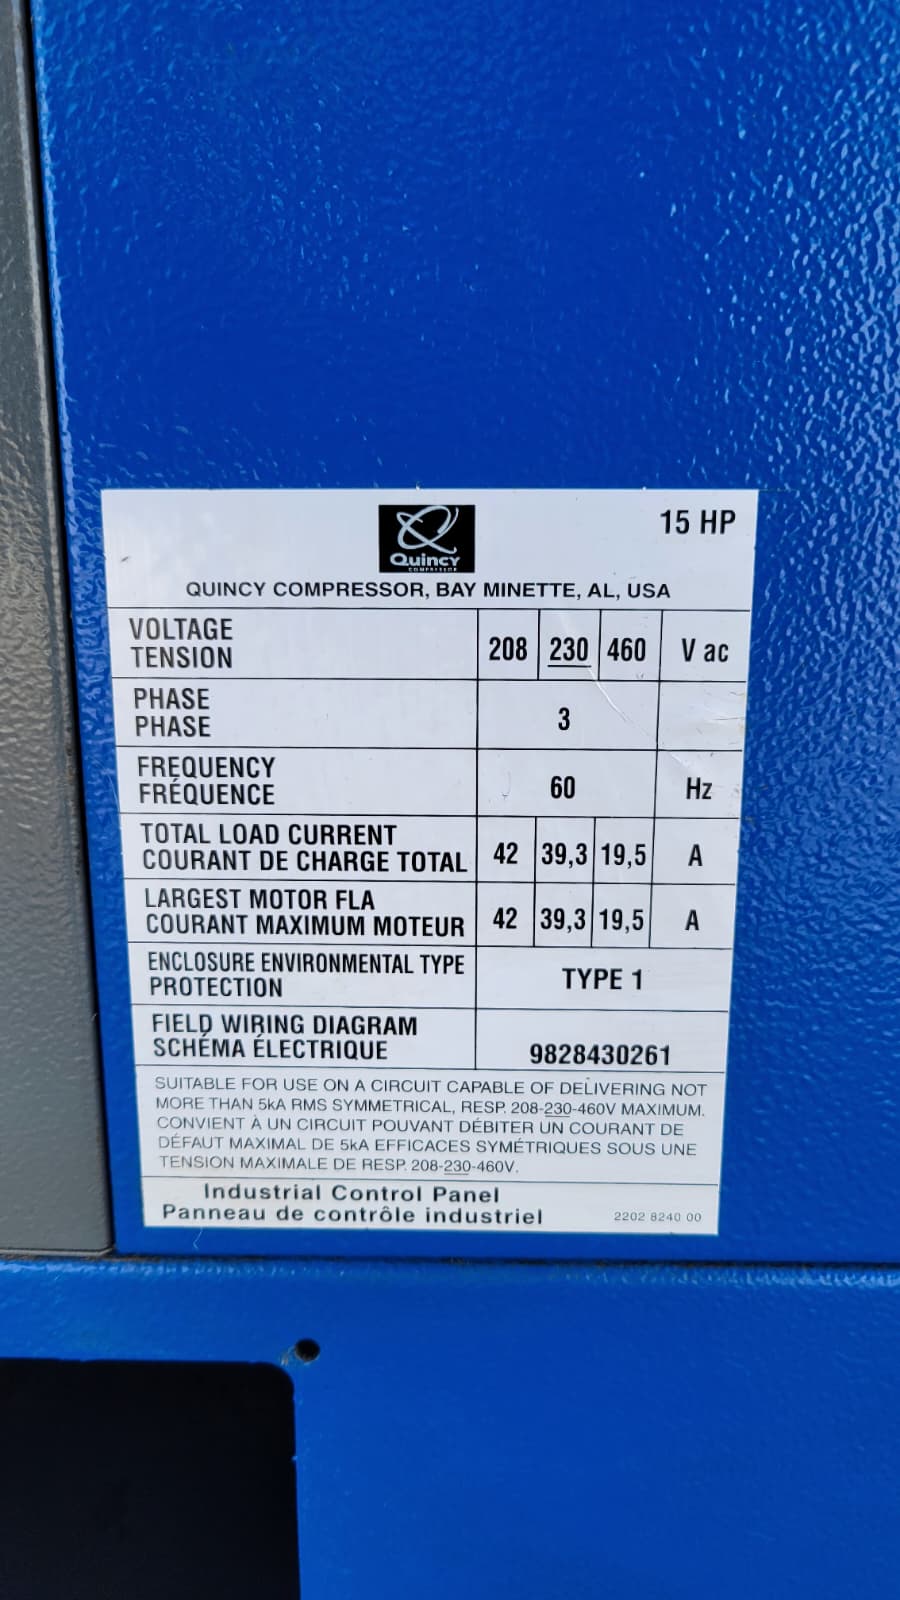 Quincy
COMPRESSOR
15 HP
QUINCY COMPRESSOR, BAY MINETTE, AL, USA
VOLTAGE 208 230 460 V ac
TENSION
PHASE 3
PHASE
FREQUENCY 60 Hz
FRÉQUENCE
TOTAL LOAD CURRENT 42 39,3 19,5 A
COURANT DE CHARGE TOTAL
LARGEST MOTOR FLA 42 39,3 19,5 A
COURANT MAXIMUM MOTEUR
ENCLOSURE ENVIRONMENTAL TYPE TYPE 1
PROTECTION
FIELD WIRING DIAGRAM 9828430261
SCHÉMA ÉLECTRIQUE
SUITABLE FOR USE ON A CIRCUIT CAPABLE OF DELIVERING NOT
MORE THAN 5kA RMS SYMMETRICAL, RESP. 208-230-460V MAXIMUM.
CONVIENT À UN CIRCUIT POUVANT DÉBITER UN COURANT DE
DÉFAUT MAXIMAL DE 5kA EFFICACES SYMÉTRIQUES SOUS UNE
TENSION MAXIMALE DE RESP. 208-230-460V.
Industrial Control Panel
Panneau de contrôle industriel 2202 8240 00